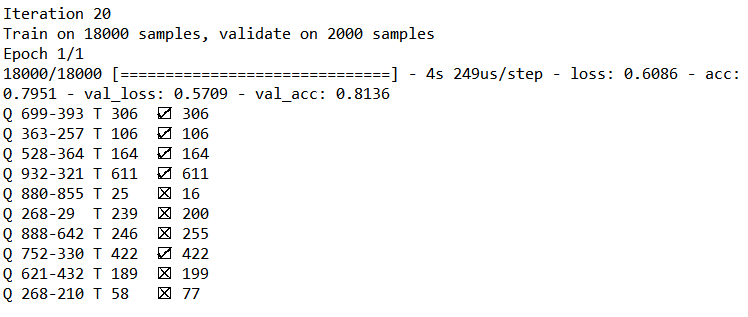 Iteration 20
Train on 18000 samples, validate on 2000 samples
Epoch 1/1
18000/18000 [==============================] - 4s 249us/step - loss: 0.6086 - acc:
0.7951 - val_loss: 0.5709 - val_acc: 0.8136
Q 699-393 T 306 ☑ 306
Q 363-257 T 106 ☑ 106
Q 528-364 T 164 ☑ 164
Q 932-321 T 611 ☑ 611
Q 880-855 T 25 ☒ 16
Q 268-29 T 239 ☒ 200
Q 888-642 T 246 ☒ 255
Q 752-330 T 422 ☑ 422
Q 621-432 T 189 ☒ 199
Q 268-210 T 58 ☒ 77